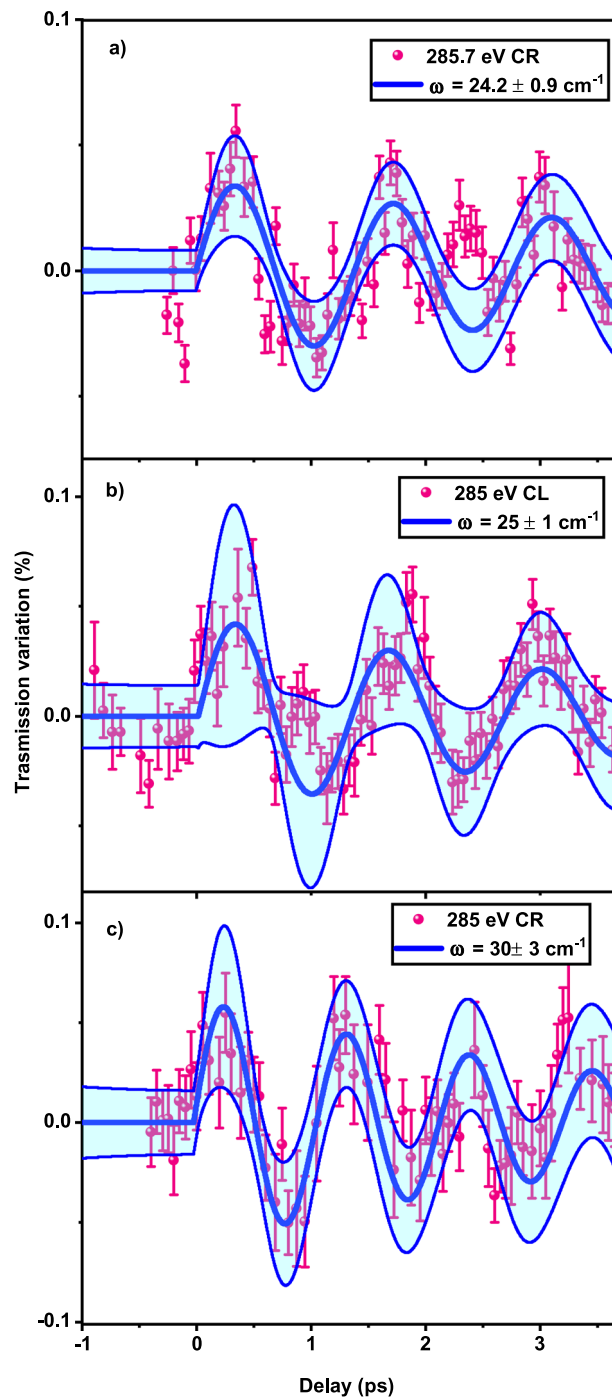 0.1
a)
285.7 eV CR
ω = 24.2 ± 0.9 cm⁻¹
0.0
0.1
b)
285 eV CL
ω = 25 ± 1 cm⁻¹
Trasmission variation (%)
0.0
0.1
c)
285 eV CR
ω = 30± 3 cm⁻¹
0.0
-0.1
-1 0 1 2 3
Delay (ps)